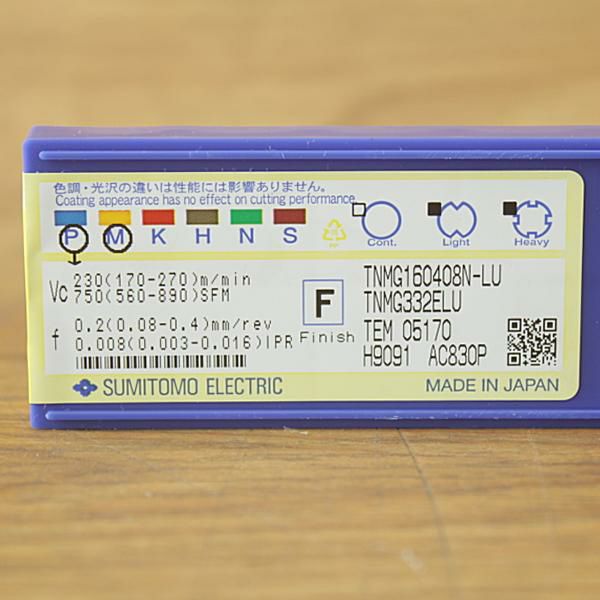 色調・光沢の違いは性能には影響ありません。
Coating appearance has no effect on cutting performance.
P M K H N S
PP
Cont. Light Heavy
Vc 230(170-270)m/min
750(560-890)SFM
f 0.2(0.08-0.4)mm/rev
0.008(0.003-0.016)IPR
F
Finish
TNMG160408N-LU
TNMG332ELU
TEM 05170
H9091 AC830P
SUMITOMO ELECTRIC
MADE IN JAPAN